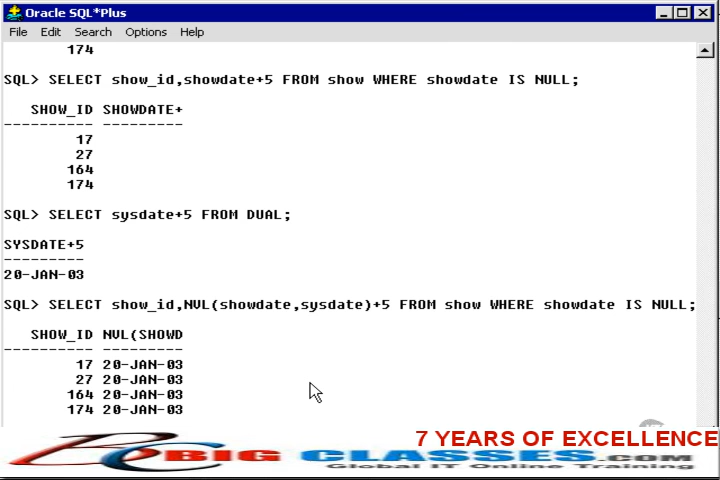 Oracle SQL*Plus
File Edit Search Options Help
174
SQL> SELECT show_id,showdate+5 FROM show WHERE showdate IS NULL;
SHOW_ID SHOWDATE+
---------- ---------
17
27
164
174
SQL> SELECT sysdate+5 FROM DUAL;
SYSDATE+5
---------
20-JAN-03
SQL> SELECT show_id,NVL(showdate,sysdate)+5 FROM show WHERE showdate IS NULL;
SHOW_ID NVL(SHOWD
---------- ---------
17 20-JAN-03
27 20-JAN-03
164 20-JAN-03
174 20-JAN-03
7 YEARS OF EXCELLENCE
BIG CLASSES.COM
Global IT Online Training